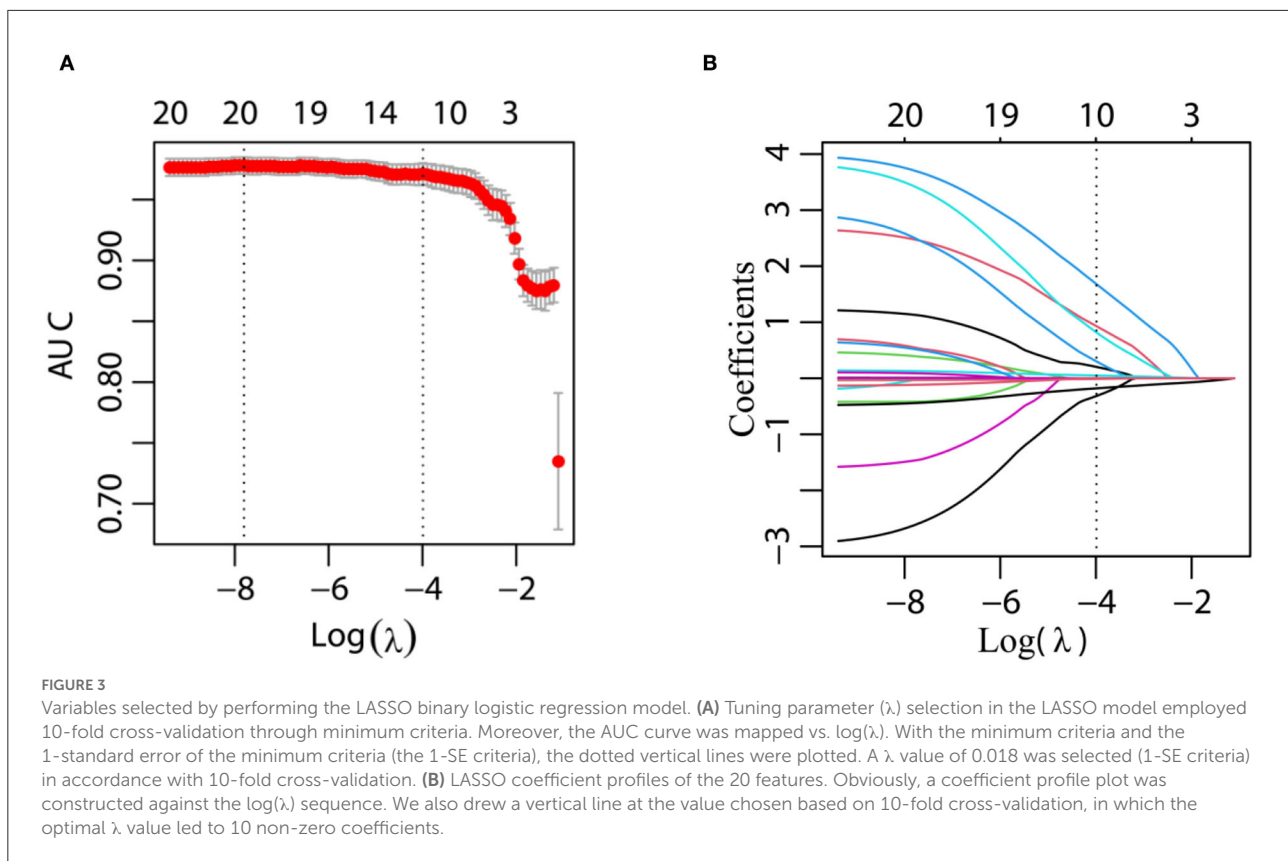 A
B
20 20 19 14 10 3
20 19 10 3
0.90
0.80
0.70
AUC
−8 −6 −4 −2
Log(λ)
4
3
2
1
−1
−3
Coefficients
−8 −6 −4 −2
Log(λ)
FIGURE 3
Variables selected by performing the LASSO binary logistic regression model. (A) Tuning parameter (λ) selection in the LASSO model employed
10-fold cross-validation through minimum criteria. Moreover, the AUC curve was mapped vs. log(λ). With the minimum criteria and the
1-standard error of the minimum criteria (the 1-SE criteria), the dotted vertical lines were plotted. A λ value of 0.018 was selected (1-SE criteria)
in accordance with 10-fold cross-validation. (B) LASSO coefficient profiles of the 20 features. Obviously, a coefficient profile plot was
constructed against the log(λ) sequence. We also drew a vertical line at the value chosen based on 10-fold cross-validation, in which the
optimal λ value led to 10 non-zero coefficients.